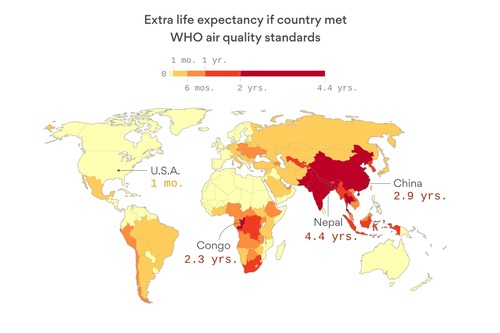 Extra life expectancy if country met
WHO air quality standards
1 mo. 1 yr.
0
6 mos. 2 yrs. 4.4 yrs.
U.S.A.
1 mo.
China
2.9 yrs.
Nepal
4.4 yrs.
Congo
2.3 yrs.